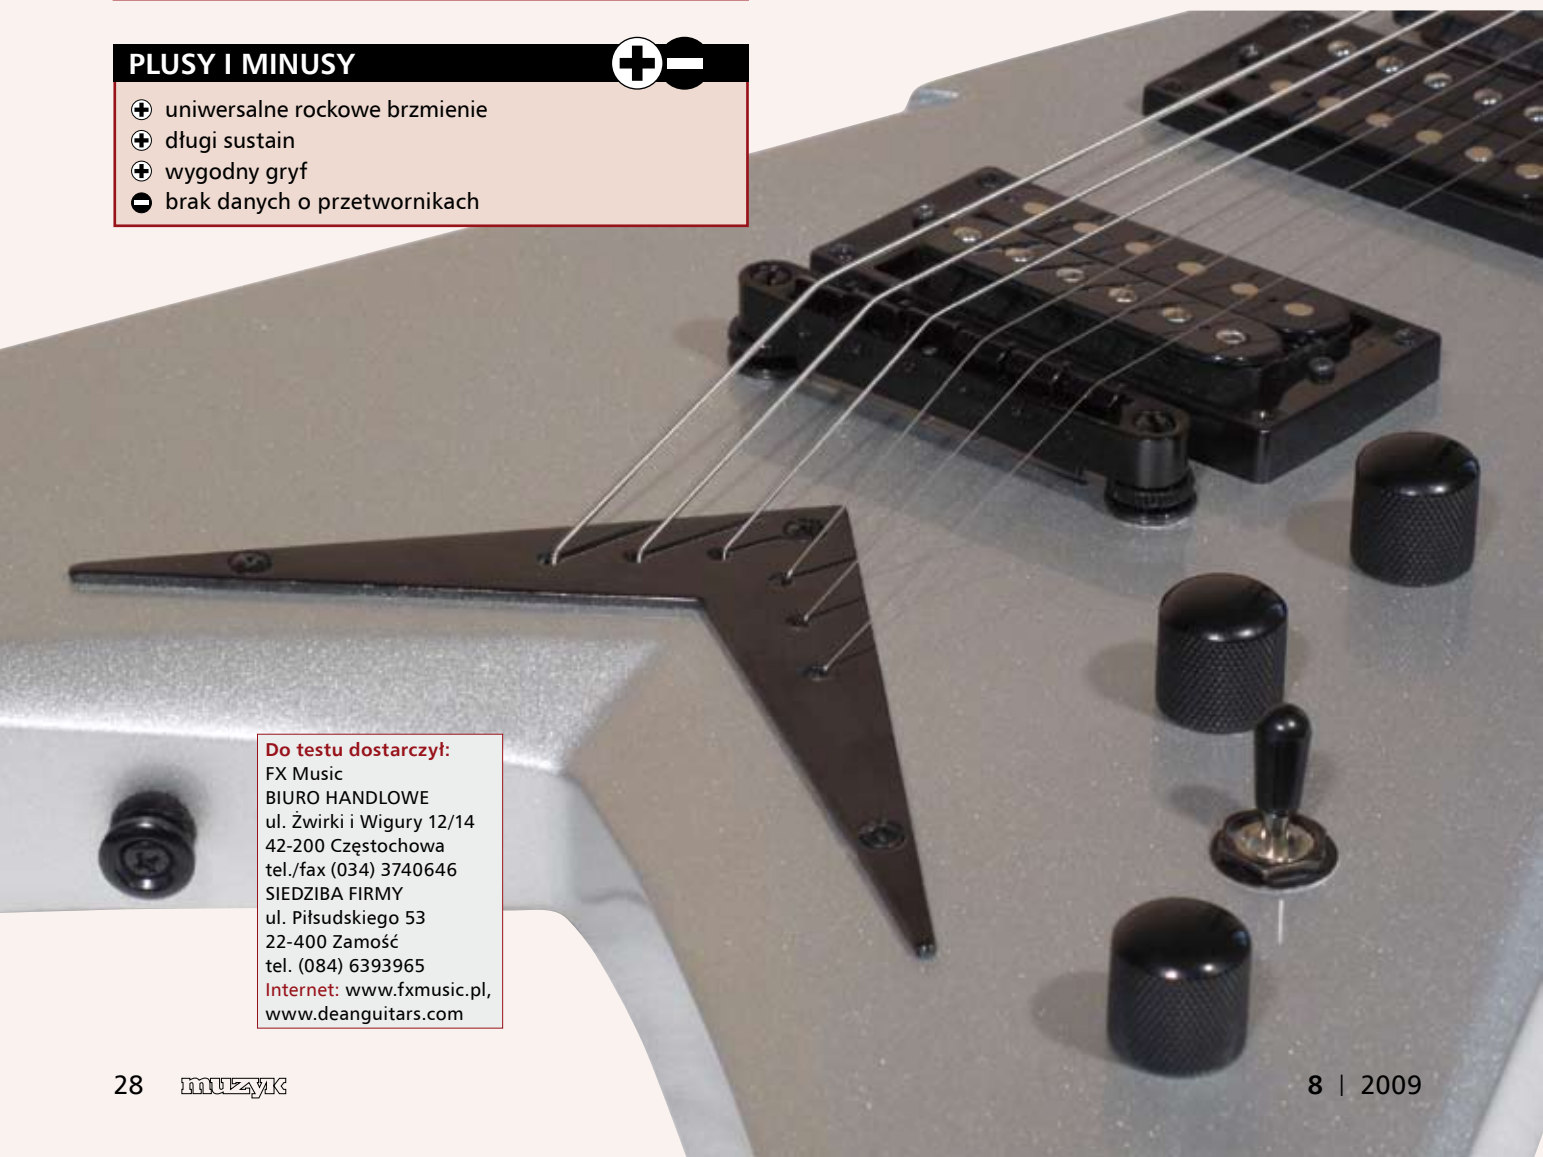 PLUSY I MINUSY
uniwersalne rockowe brzmienie
długi sustain
wygodny gryf
brak danych o przetwornikach
Do testu dostarczył:
FX Music
BIURO HANDLOWE
ul. Żwirki i Wigury 12/14
42-200 Częstochowa
tel./fax (034) 3740646
SIEDZIBA FIRMY
ul. Piłsudskiego 53
22-400 Zamość
tel. (084) 6393965
Internet: www.fxmusic.pl,
www.deanguitars.com
28 muzyk 8 | 2009